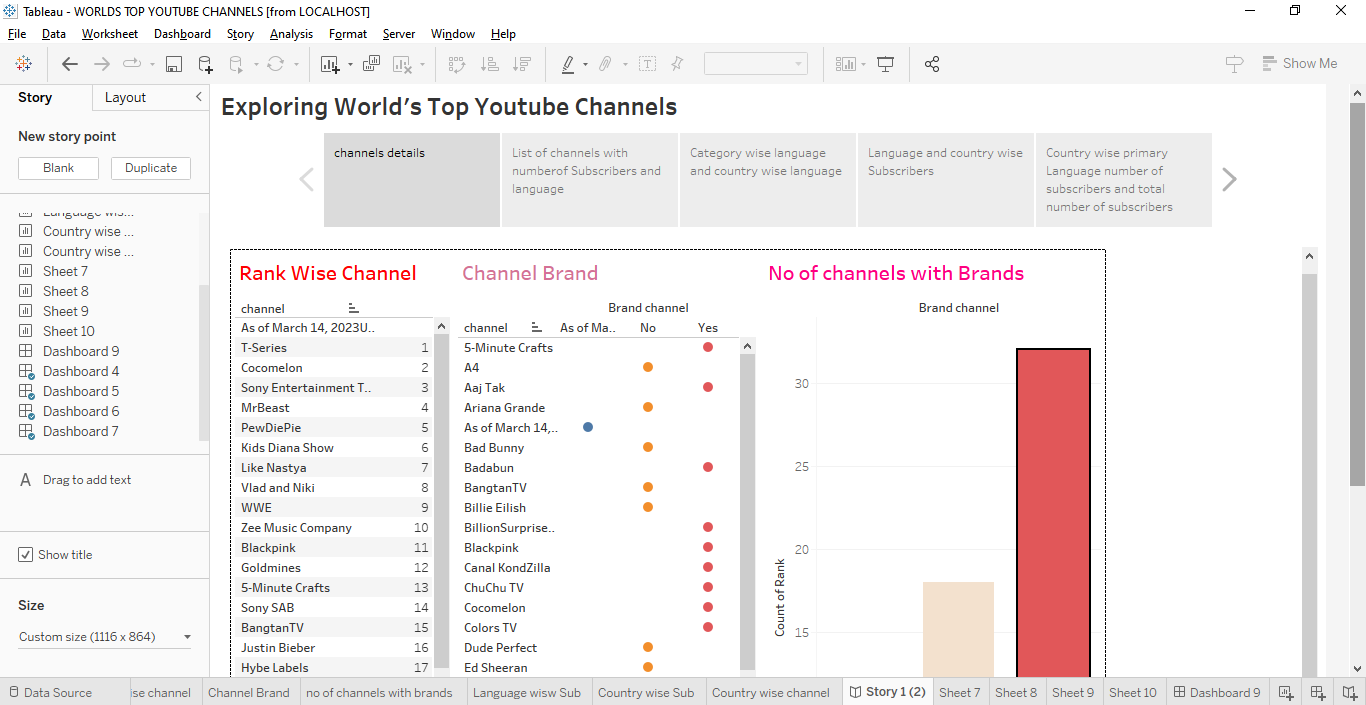 Tableau - WORLDS TOP YOUTUBE CHANNELS [from LOCALHOST]
File Data Worksheet Dashboard Story Analysis Format Server Window Help
Show Me
Story Layout
New story point
Blank Duplicate
Country wise ...
Country wise ...
Sheet 7
Sheet 8
Sheet 9
Sheet 10
Dashboard 9
Dashboard 4
Dashboard 5
Dashboard 6
Dashboard 7
A Drag to add text
Show title
Size
Custom size (1116 x 864)
Exploring World's Top Youtube Channels
channels details
List of channels with
numberof Subscribers and
language
Category wise language
and country wise language
Language and country wise
Subscribers
Country wise primary
Language number of
subscribers and total
number of subscribers
Rank Wise Channel
channel
As of March 14, 2023U..
T-Series 1
Cocomelon 2
Sony Entertainment T.. 3
MrBeast 4
PewDiePie 5
Kids Diana Show 6
Like Nastya 7
Vlad and Niki 8
WWE 9
Zee Music Company 10
Blackpink 11
Goldmines 12
5-Minute Crafts 13
Sony SAB 14
BangtanTV 15
Justin Bieber 16
Hybe Labels 17
Channel Brand
Brand channel
channel As of Ma.. No Yes
5-Minute Crafts
A4
Aaj Tak
Ariana Grande
As of March 14,..
Bad Bunny
Badabun
BangtanTV
Billie Eilish
BillionSurprise..
Blackpink
Canal KondZilla
ChuChu TV
Cocomelon
Colors TV
Dude Perfect
Ed Sheeran
No of channels with Brands
Brand channel
30
25
20
15
Count of Rank
Data Source ise channel Channel Brand no of channels with brands Language wisw Sub Country wise Sub Country wise channel Story 1 (2) Sheet 7 Sheet 8 Sheet 9 Sheet 10 Dashboard 9